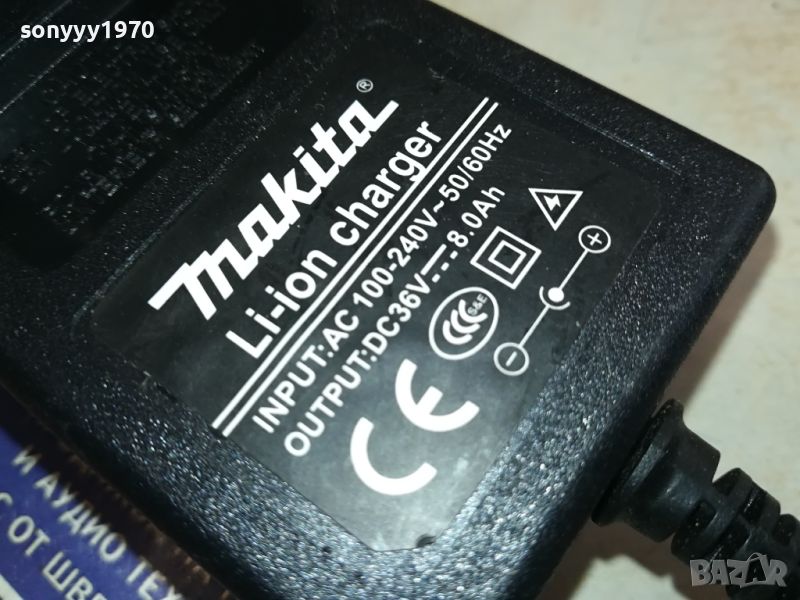 sonyyy1970
makita®
Li-ion charger
INPUT:AC 100-240V~50/60Hz
OUTPUT:DC36V⎓8.0Ah
S&E
И АУДИО ТЕХ
С ОТ ШВЕ
BAZAR